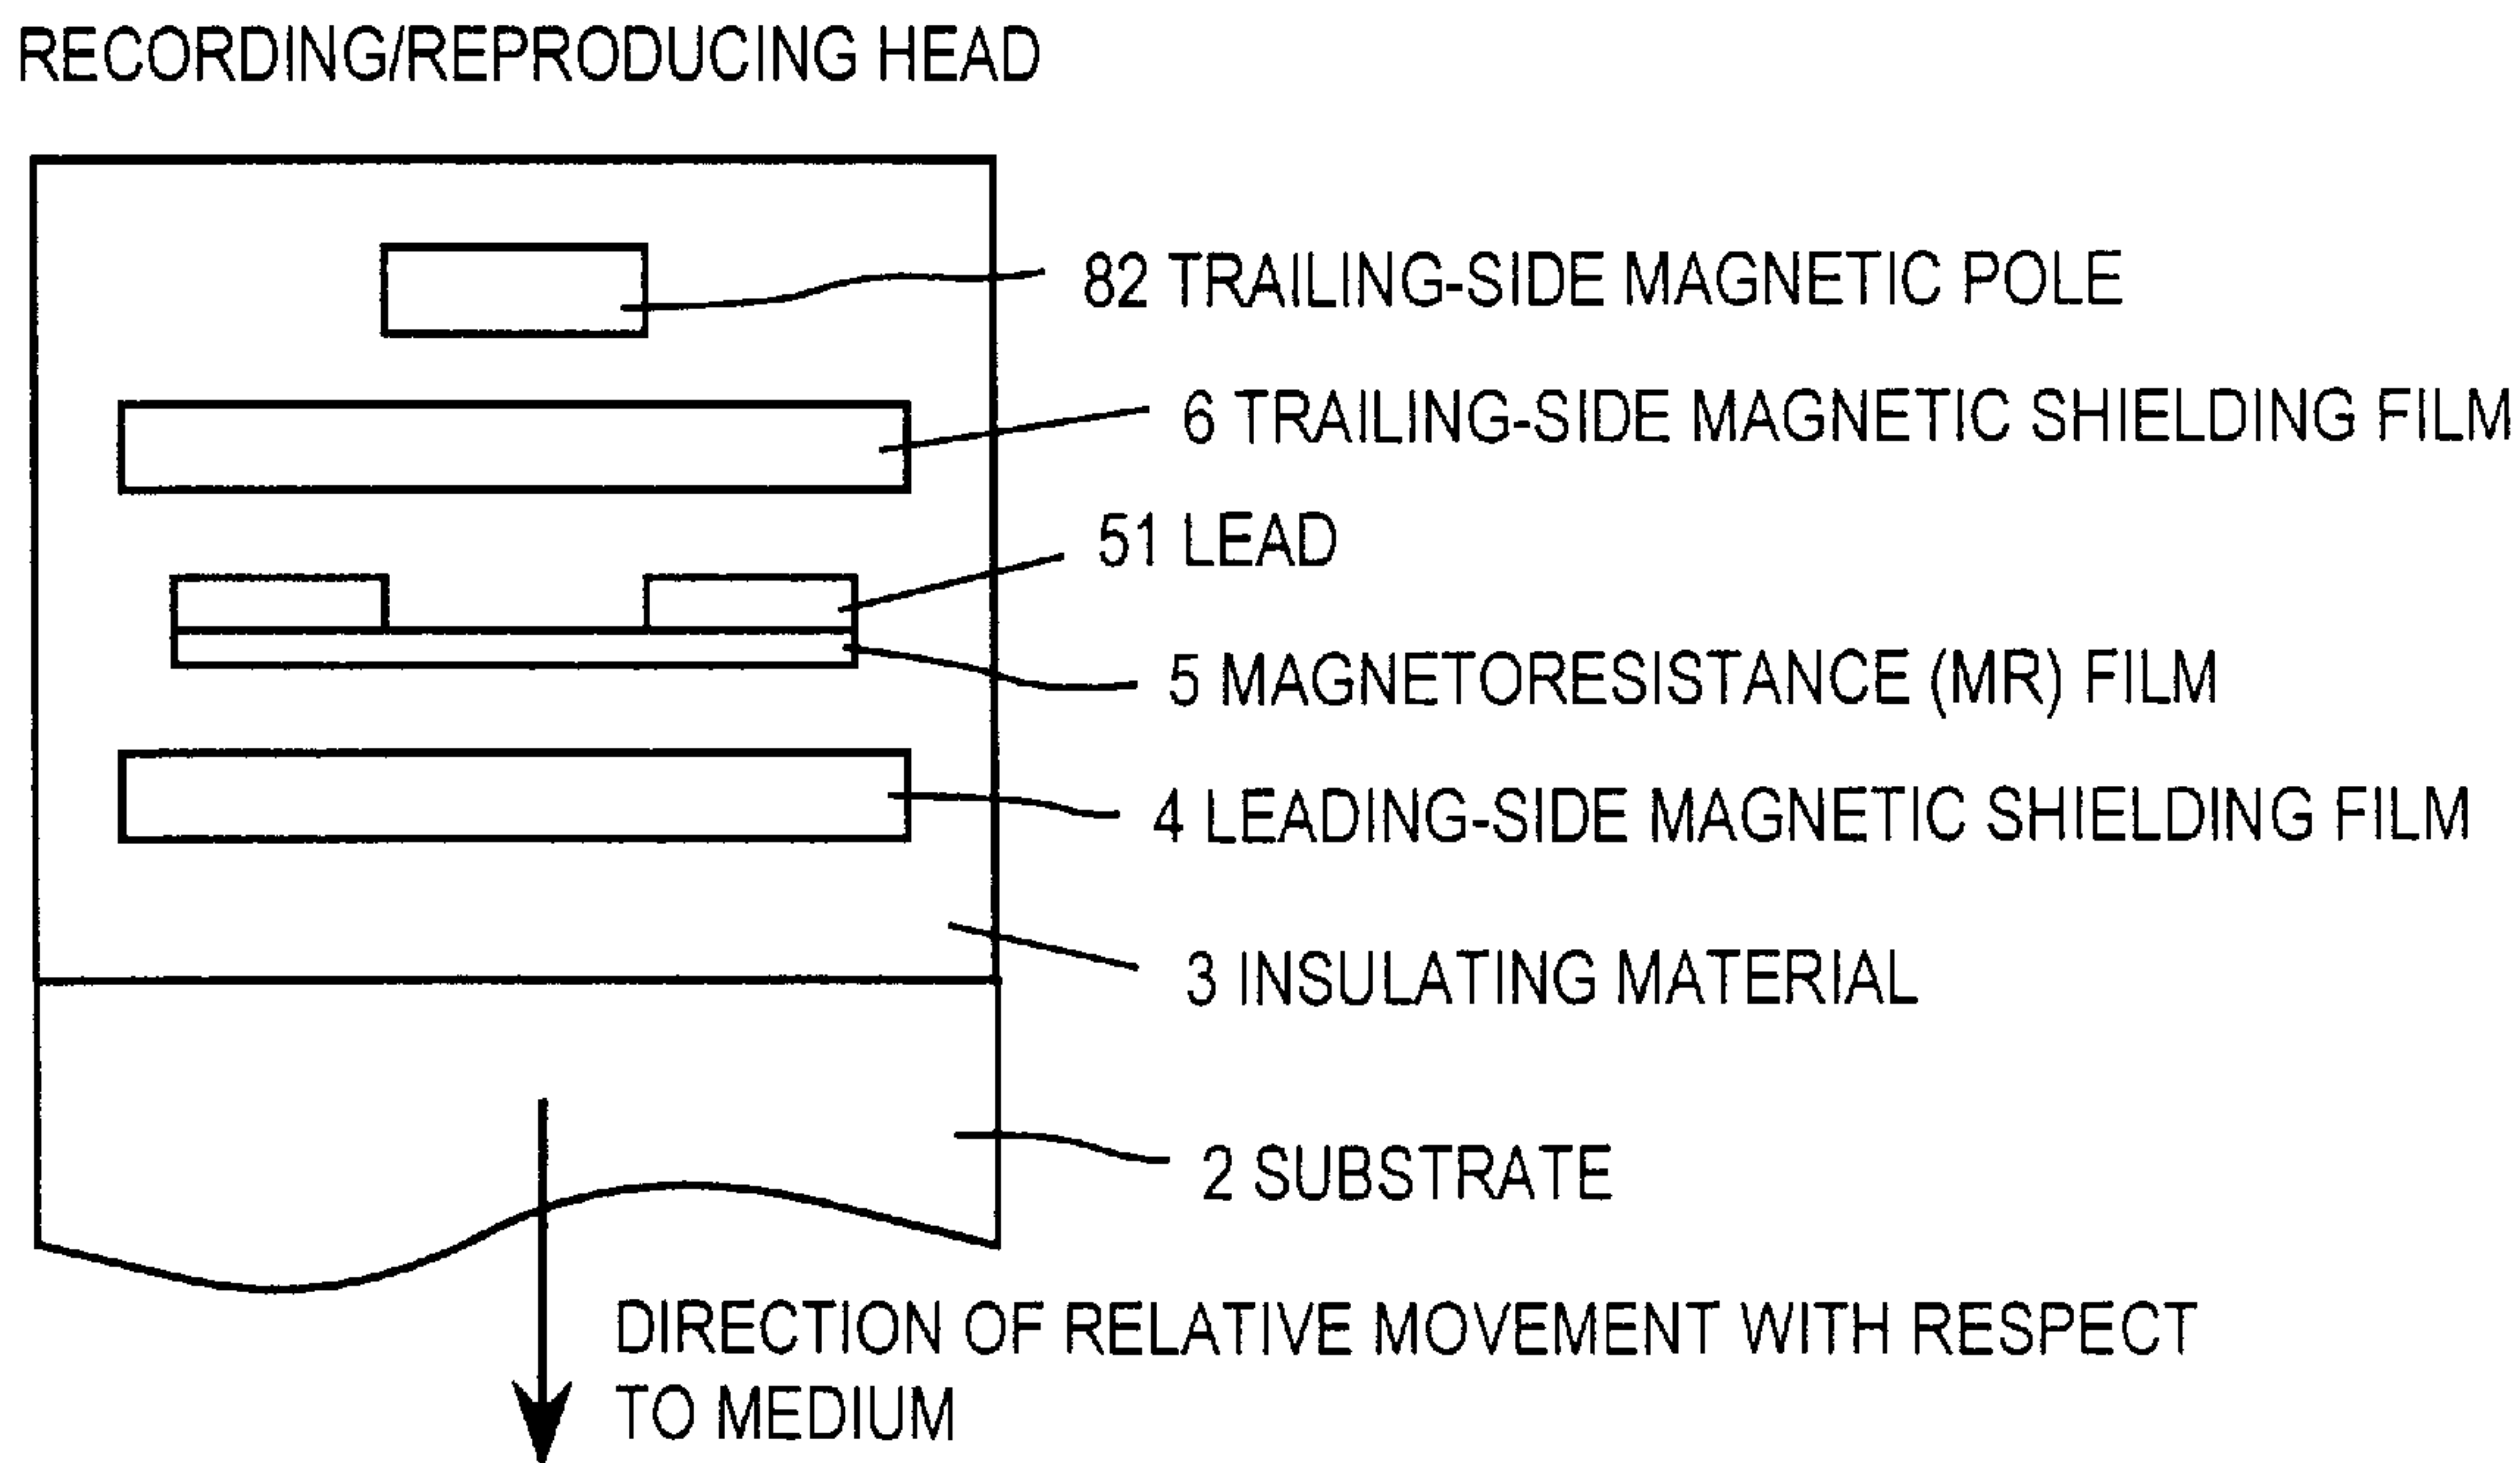 RECORDING/REPRODUCING HEAD
82 TRAILING-SIDE MAGNETIC POLE
6 TRAILING-SIDE MAGNETIC SHIELDING FILM
51 LEAD
5 MAGNETORESISTANCE (MR) FILM
4 LEADING-SIDE MAGNETIC SHIELDING FILM
3 INSULATING MATERIAL
2 SUBSTRATE
DIRECTION OF RELATIVE MOVEMENT WITH RESPECT
TO MEDIUM